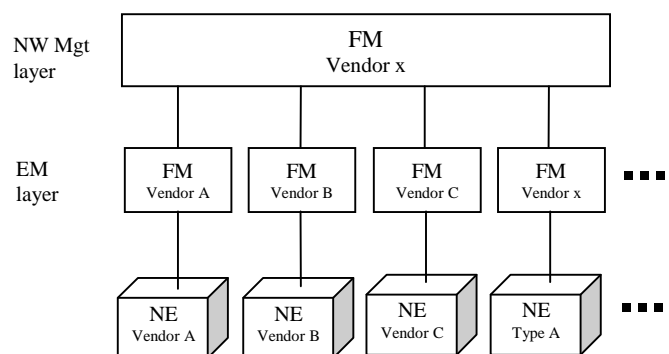 NW Mgt
layer
FM
Vendor x
EM
layer
FM
Vendor A
FM
Vendor B
FM
Vendor C
FM
Vendor x
NE
Vendor A
NE
Vendor B
NE
Vendor C
NE
Type A